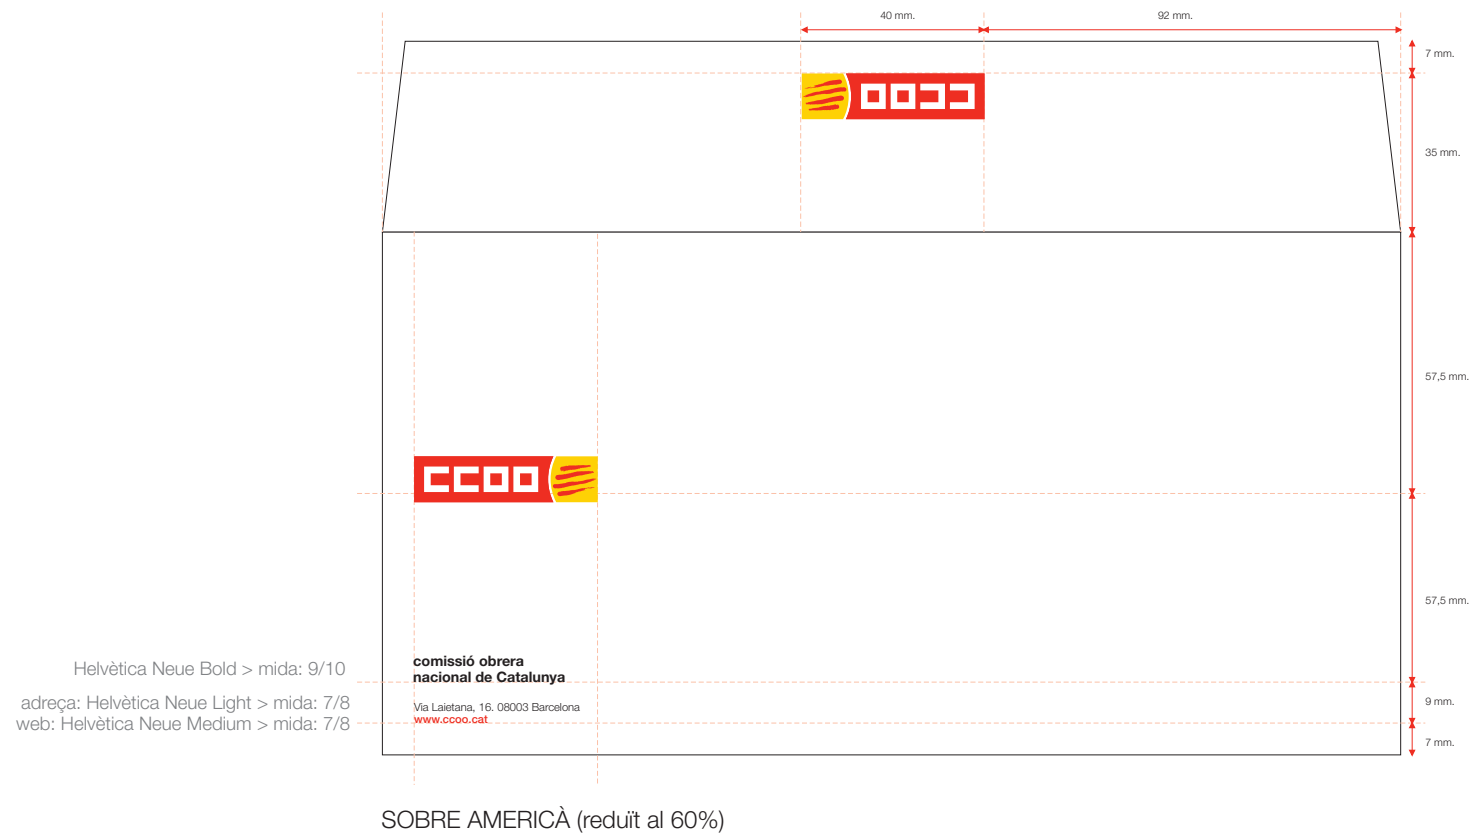 40 mm.
92 mm.
7 mm.
CCOO
35 mm.
57,5 mm.
CCOO
57,5 mm.
Helvètica Neue Bold > mida: 9/10
comissió obrera
nacional de Catalunya
adreça: Helvètica Neue Light > mida: 7/8
Via Laietana, 16. 08003 Barcelona
9 mm.
web: Helvètica Neue Medium > mida: 7/8
www.ccoo.cat
7 mm.
SOBRE AMERICÀ (reduït al 60%)